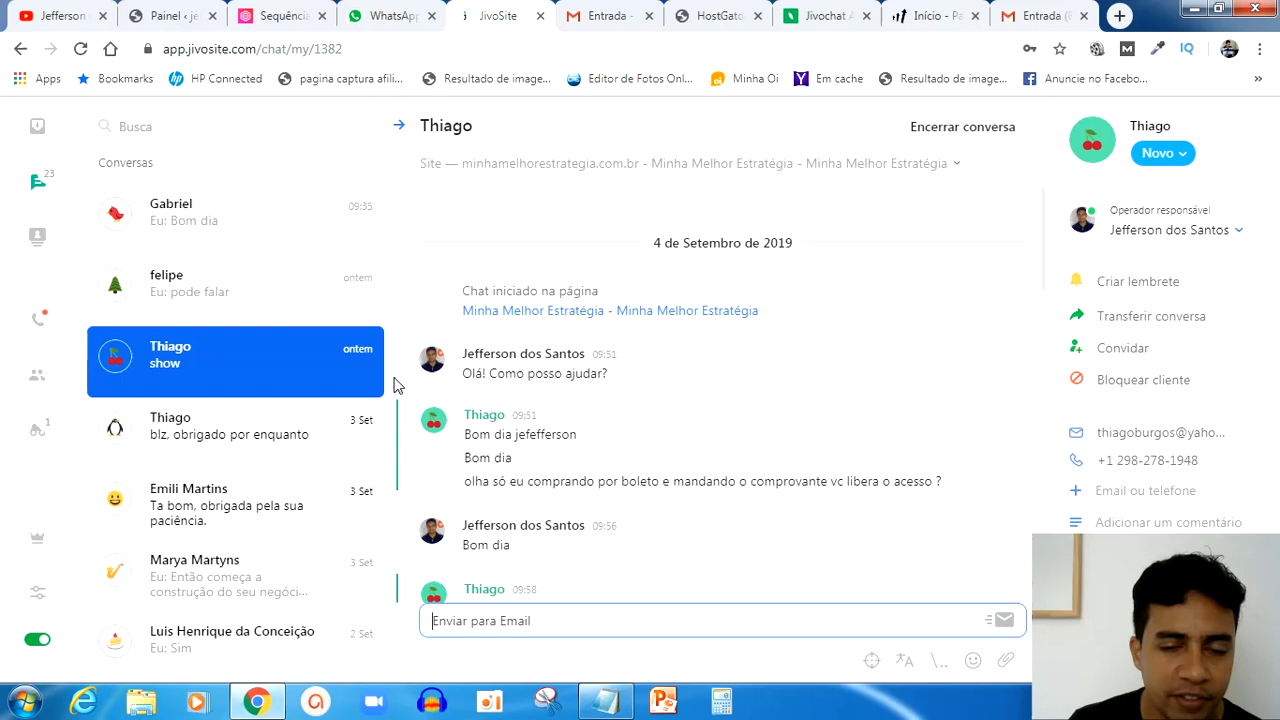 Jefferson
Painel ‹ jé
Sequência
WhatsApp
JivoSite
Entrada -
HostGato
Jivochat A
Início - Pe
Entrada (
app.jivosite.com/chat/my/1382
Apps
Bookmarks
HP Connected
pagina captura afili...
Resultado de image...
Editor de Fotos Onl...
Minha Oi
Em cache
Resultado de image...
Anuncie no Facebo...
»
Busca
Conversas
23
1
Gabriel 09:35
Eu: Bom dia
felipe ontem
Eu: pode falar
Thiago ontem
show
Thiago 3 Set
blz, obrigado por enquanto
Emili Martins 3 Set
Ta bom, obrigada pela sua
paciência.
Marya Martyns 3 Set
Eu: Então começa a
construção do seu negóci...
Luis Henrique da Conceição 2 Set
Eu: Sim
Thiago
Encerrar conversa
Site — minhamelhorestrategia.com.br - Minha Melhor Estratégia - Minha Melhor Estratégia
4 de Setembro de 2019
Chat iniciado na página
Minha Melhor Estratégia - Minha Melhor Estratégia
Jefferson dos Santos 09:51
Olá! Como posso ajudar?
Thiago 09:51
Bom dia jefefferson
Bom dia
olha só eu comprando por boleto e mandando o comprovante vc libera o acesso ?
Jefferson dos Santos 09:56
Bom dia
Thiago 09:58
Enviar para Email
Thiago
Novo
Operador responsável
Jefferson dos Santos
Criar lembrete
Transferir conversa
Convidar
Bloquear cliente
thiagoburgos@yaho...
+1 298-278-1948
Email ou telefone
Adicionar um comentário